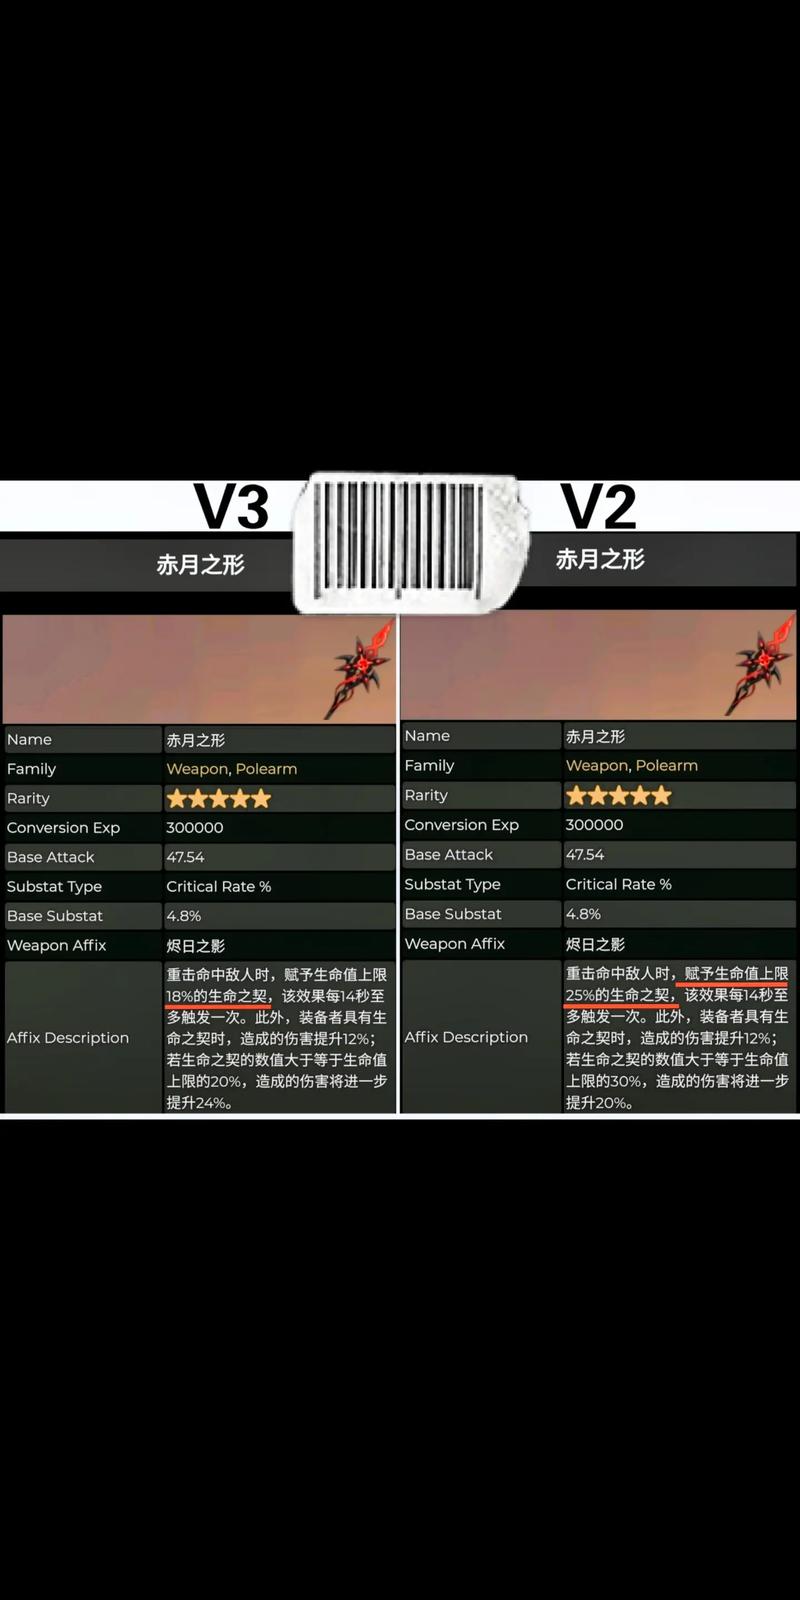 V3
V2
赤月之形
赤月之形
Name
赤月之形
Family
Weapon, Polearm
Rarity
Conversion Exp
300000
Base Attack
47.54
Substat Type
Critical Rate %
Base Substat
4.8%
Weapon Affix
烬日之影
Affix Description
重击命中敌人时，赋予生命值上限
18%的生命之契，该效果每14秒至
多触发一次。此外，装备者具有生
命之契时，造成的伤害提升12%；
若生命之契的数值大于等于生命值
上限的20%，造成的伤害将进一步
提升24%。
Name
赤月之形
Family
Weapon, Polearm
Rarity
Conversion Exp
300000
Base Attack
47.54
Substat Type
Critical Rate %
Base Substat
4.8%
Weapon Affix
烬日之影
Affix Description
重击命中敌人时，赋予生命值上限
25%的生命之契，该效果每14秒至
多触发一次。此外，装备者具有生
命之契时，造成的伤害提升12%；
若生命之契的数值大于等于生命值
上限的30%，造成的伤害将进一步
提升20%。